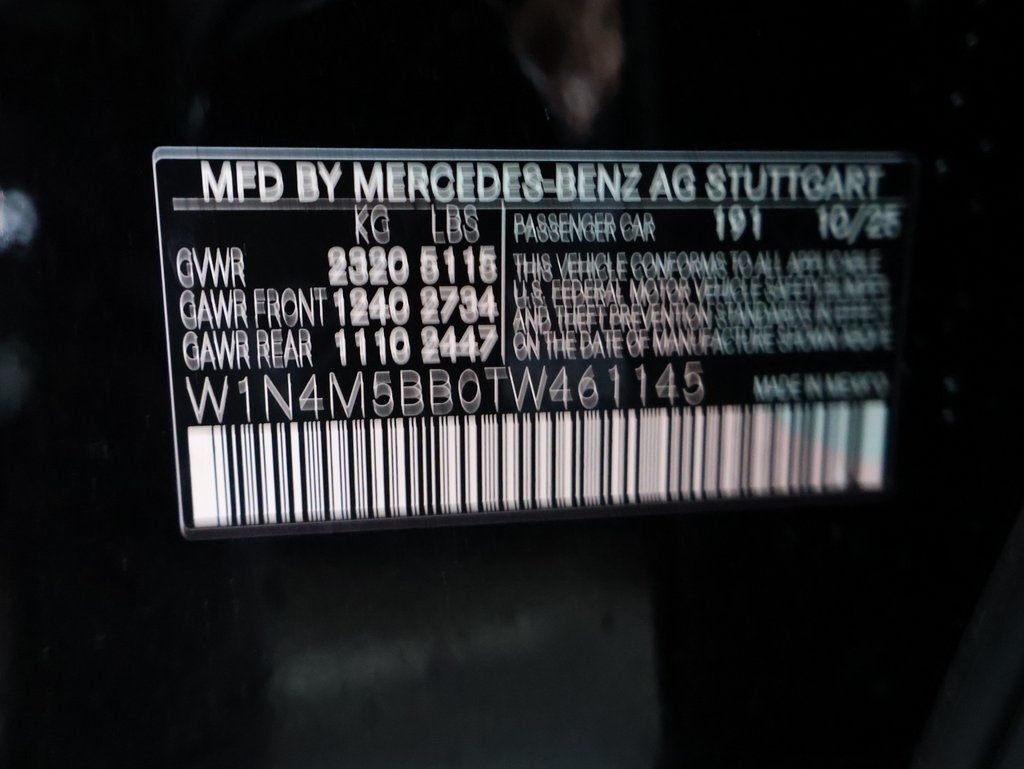 MFD BY MERCEDES-BENZ AG STUTTGART
KG LBS PASSENGER CAR 191 10/25
GVWR 2320 5115 THIS VEHICLE CONFORMS TO ALL APPLICABLE
GAWR FRONT 1240 2734 U.S. FEDERAL MOTOR VEHICLE SAFETY BUMPER
GAWR REAR 1110 2447 AND THEFT PREVENTION STANDARDS IN EFFECT
ON THE DATE OF MANUFACTURE SHOWN ABOVE
W1N4M5BB0TW461145 MADE IN MEXICO